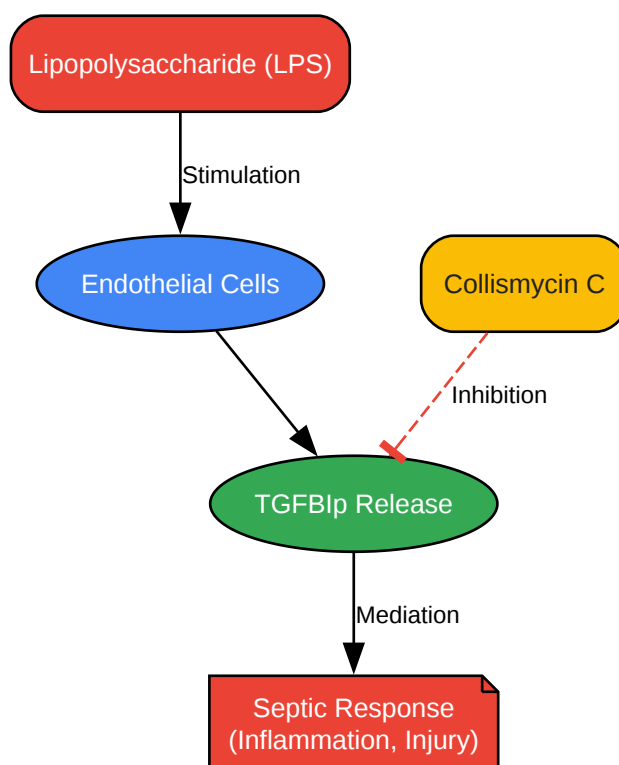 Lipopolysaccharide (LPS)
Stimulation
Endothelial Cells
Collismycin C
Inhibition
TGFBIp Release
Mediation
Septic Response
(Inflammation, Injury)